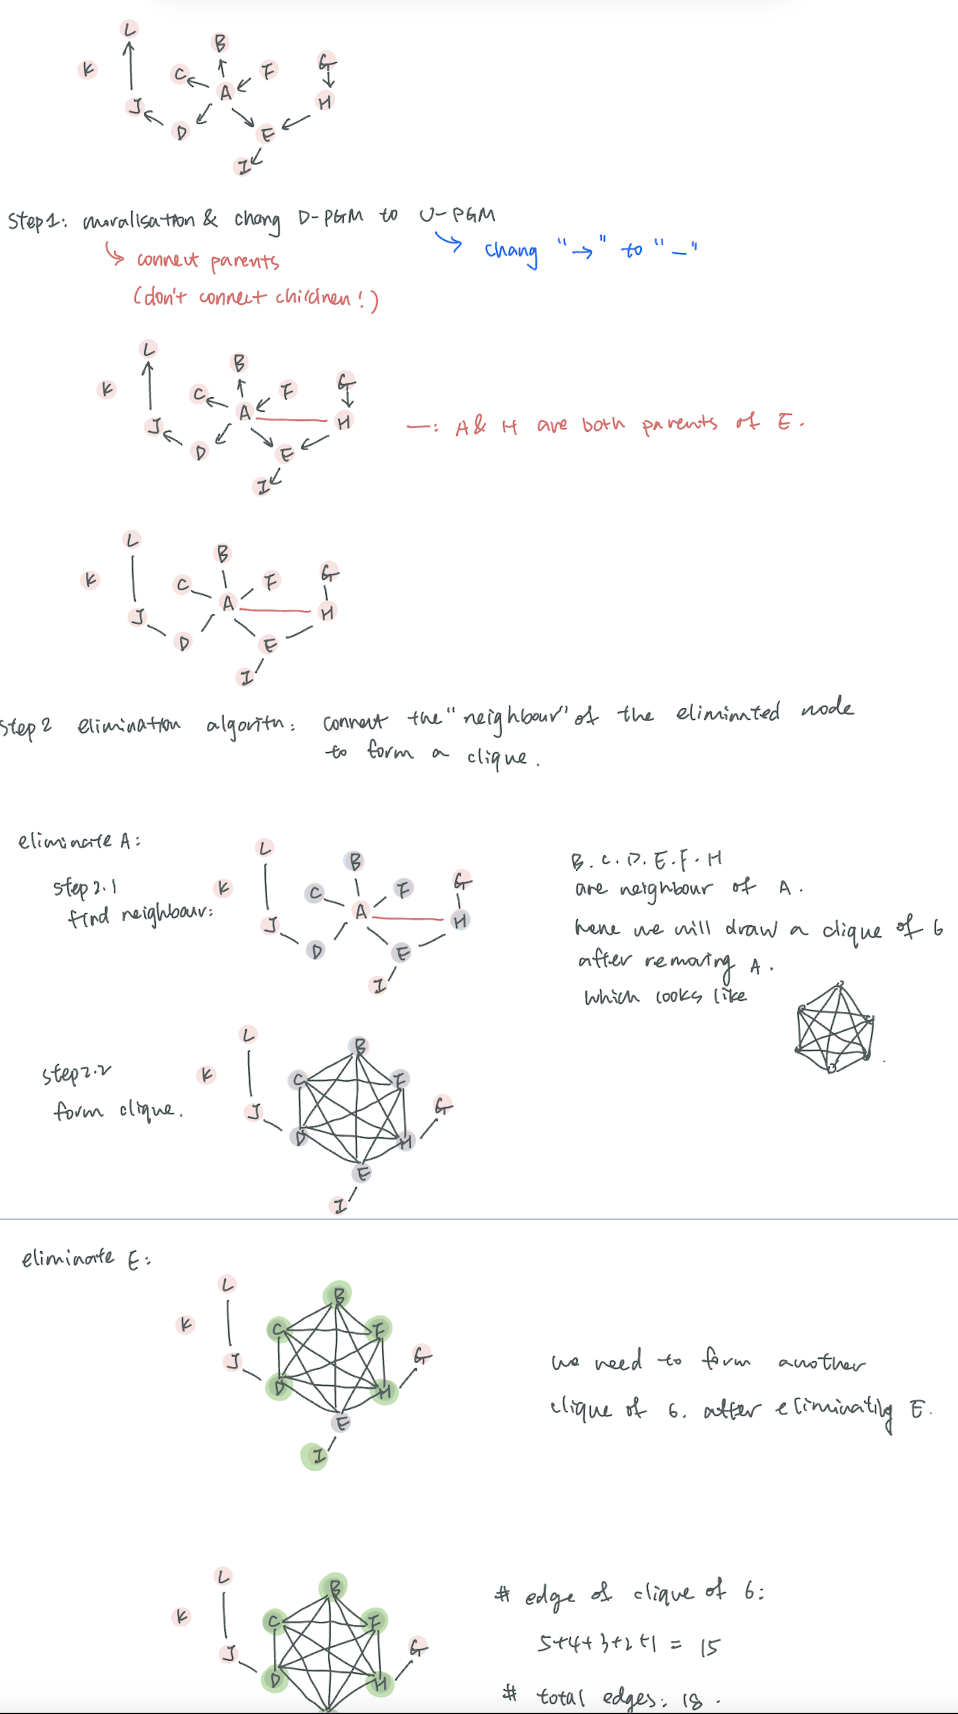 L
B
K
C
F
G
A
J
H
D
E
I
Step1: moralisation & chang D-PGM to U-PGM
chang "→" to "—"
connect parents
(don't connect children!)
L
B
K
C
F
G
A
J
H
—: A & H are both parents of E.
D
E
I
L
B
K
C
F
G
A
J
H
D
E
I
step 2 elimination algorithm: connect the "neighbour" of the eliminated node
to form a clique.
eliminate A:
L
B
B. C. D. E. F. H
step 2.1
K
C
F
G
are neighbour of A.
find neighbour:
A
J
H
here we will draw a clique of 6
D
E
after removing A.
I
which looks like
L
B
step2.2
K
C
F
G
form clique.
J
D
H
E
I
eliminate E:
L
B
K
C
F
G
J
we need to form another
D
H
clique of 6. after eliminating E.
E
I
L
B
# edge of clique of 6:
K
C
F
G
5+4+3+2+1 = 15
J
D
H
# total edges: 18.